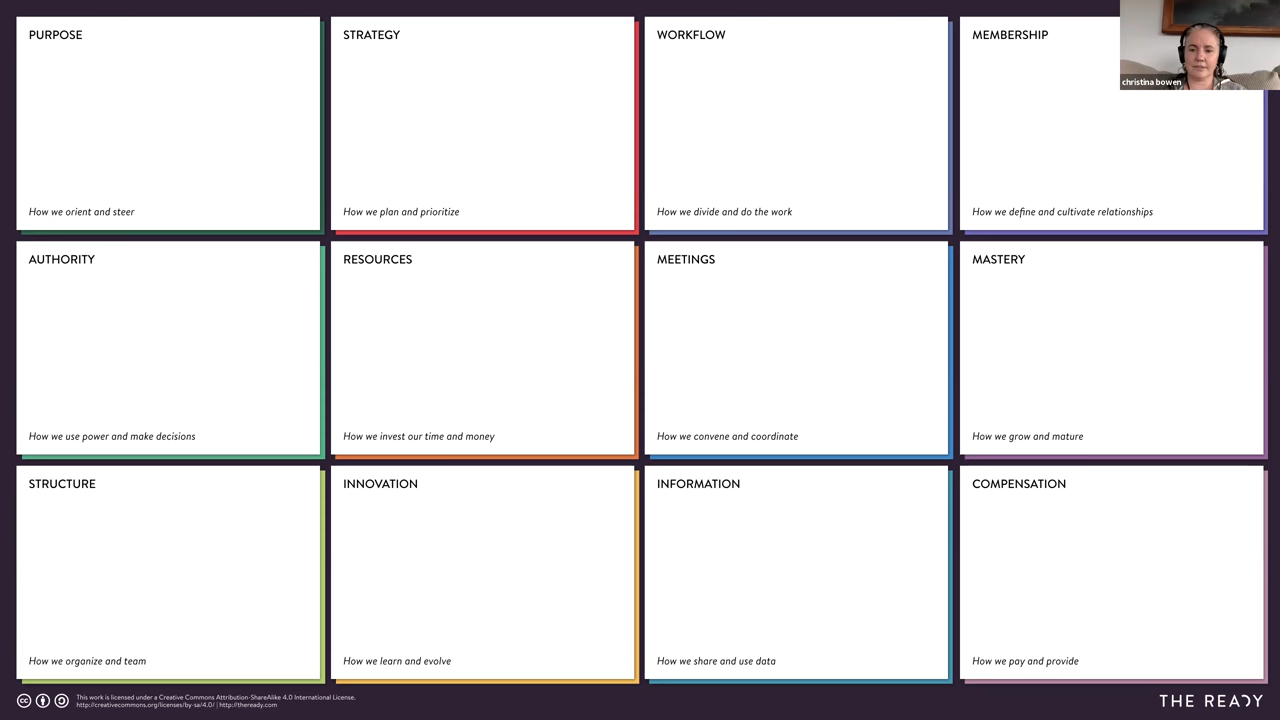 PURPOSE
How we orient and steer
STRATEGY
How we plan and prioritize
WORKFLOW
How we divide and do the work
MEMBERSHIP
How we define and cultivate relationships
christina bowen
AUTHORITY
How we use power and make decisions
RESOURCES
How we invest our time and money
MEETINGS
How we convene and coordinate
MASTERY
How we grow and mature
STRUCTURE
How we organize and team
INNOVATION
How we learn and evolve
INFORMATION
How we share and use data
COMPENSATION
How we pay and provide
This work is licensed under a Creative Commons Attribution-ShareAlike 4.0 International License.
http://creativecommons.org/licenses/by-sa/4.0/ | http://theready.com
THE READY